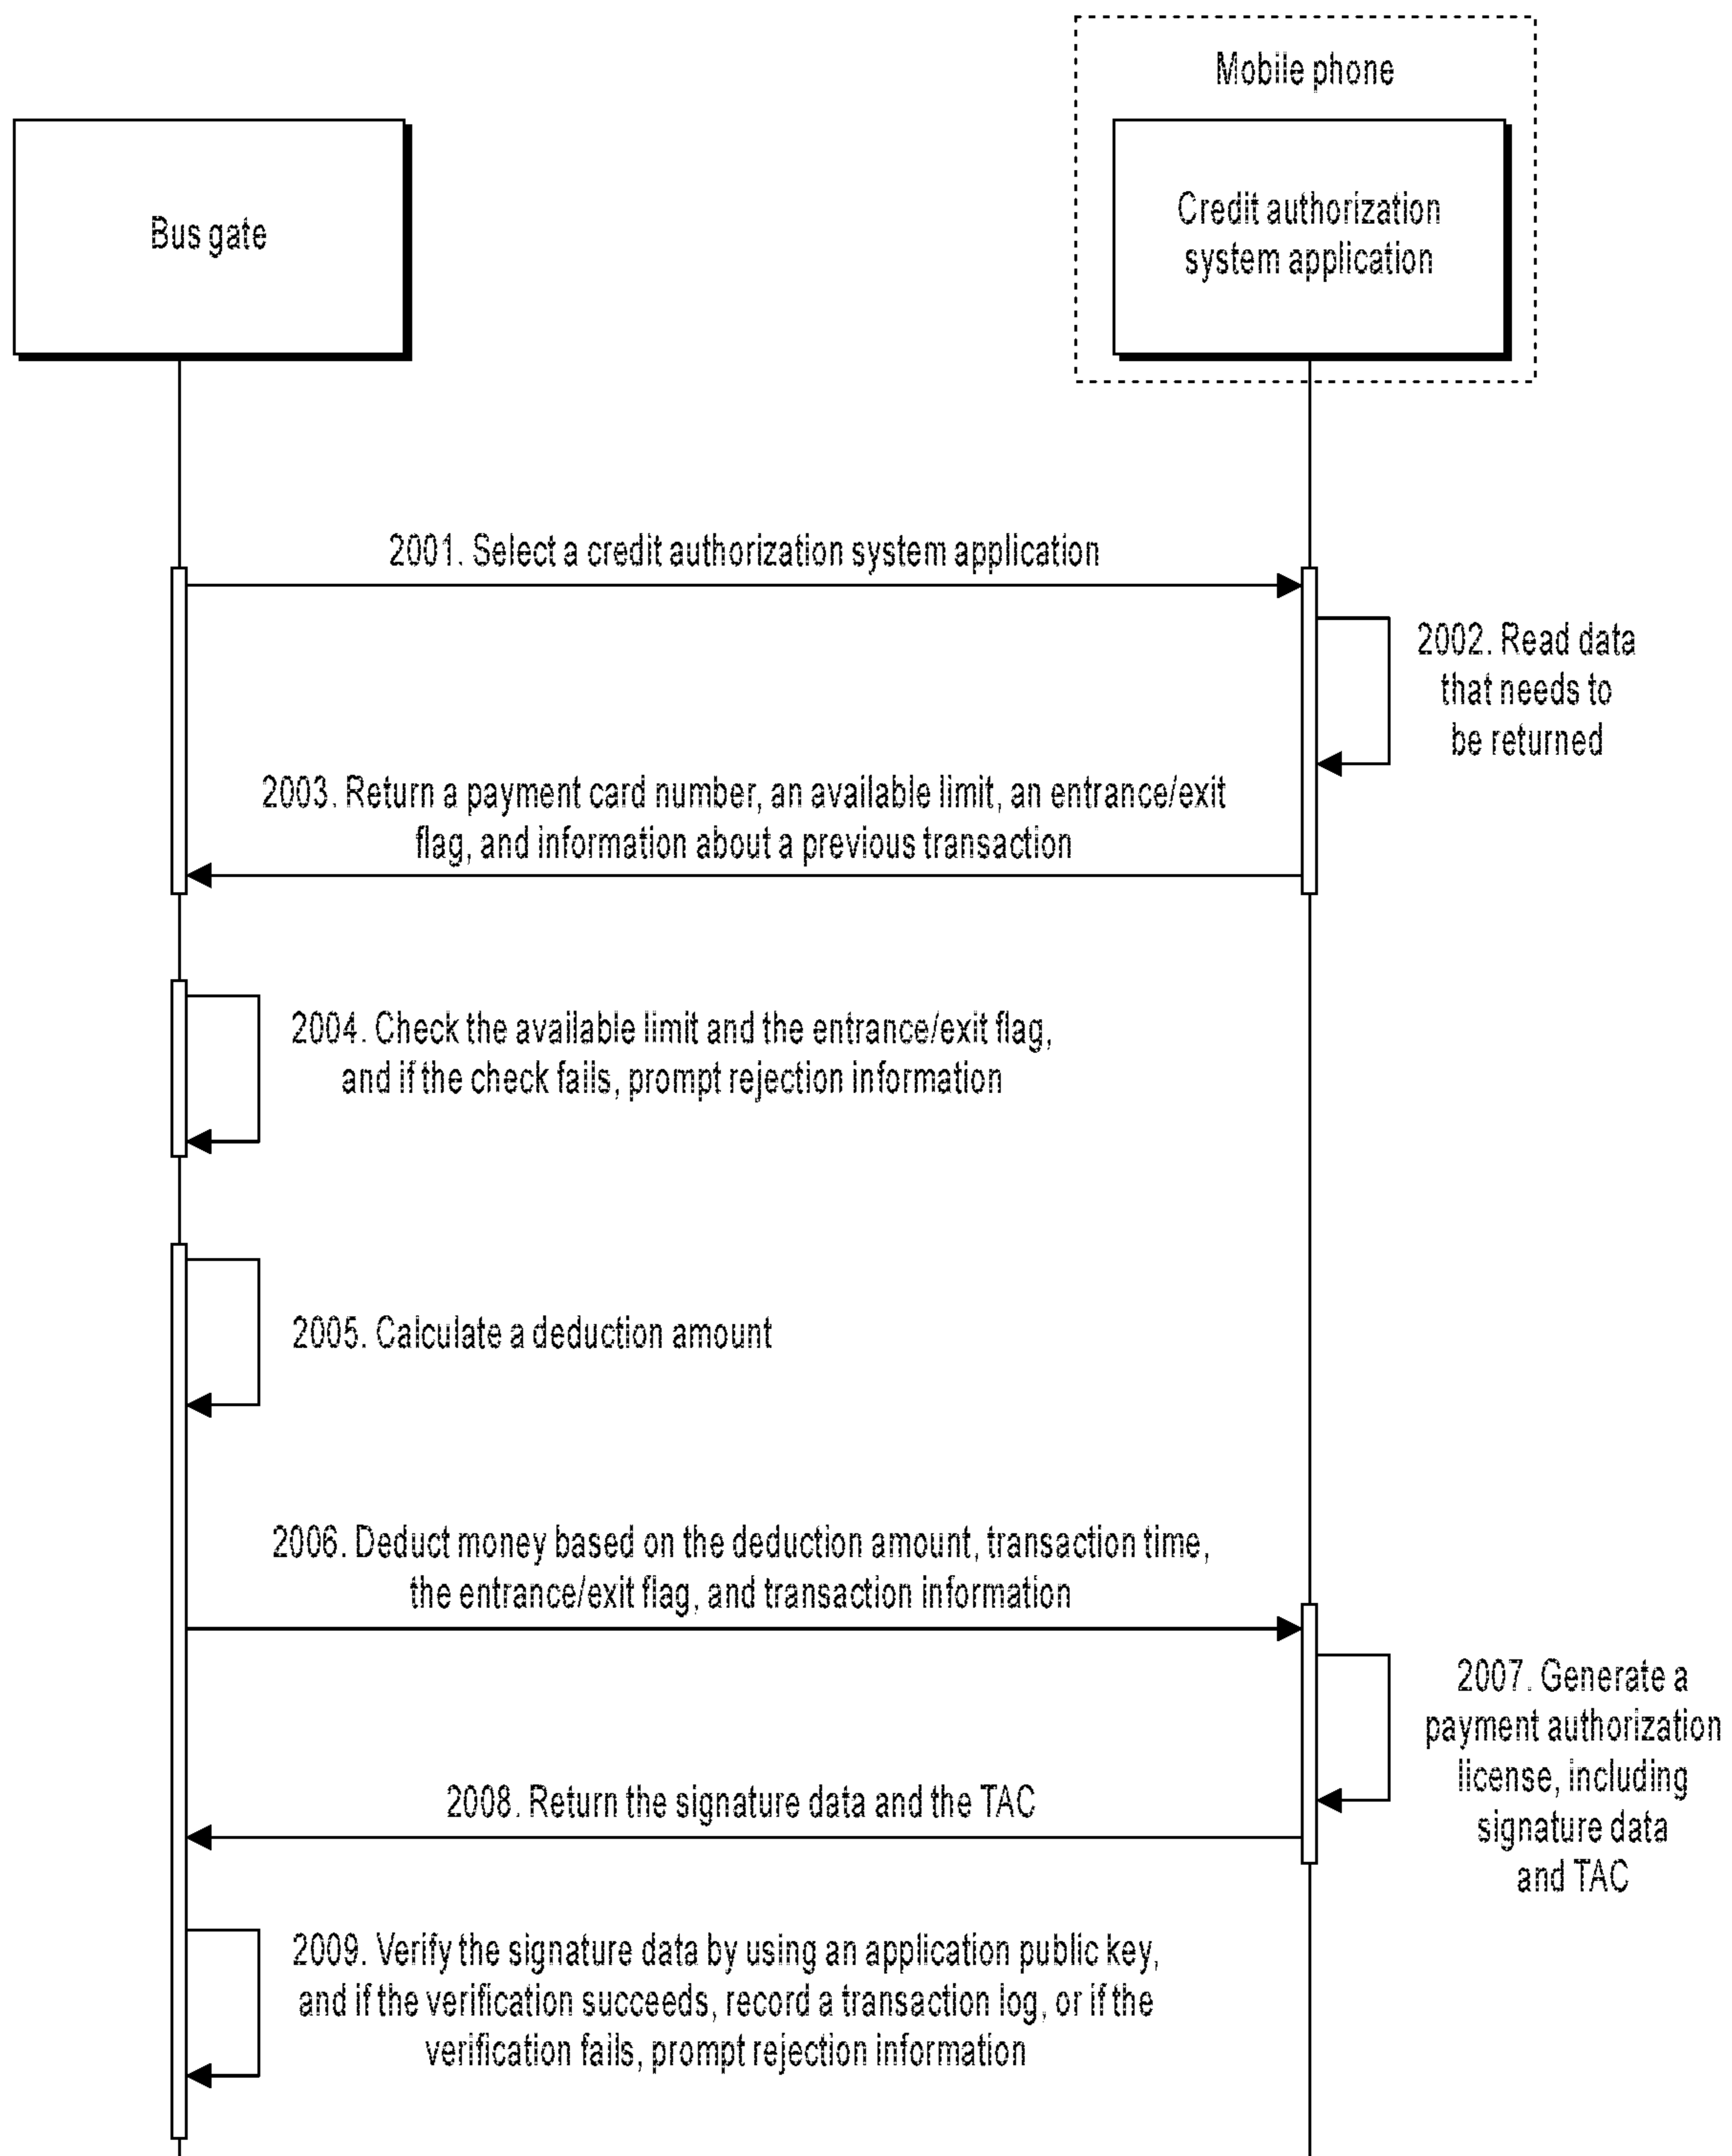 Mobile phone
Bus gate
Credit authorization
system application
2001. Select a credit authorization system application
2002. Read data
that needs to
be returned
2003. Return a payment card number, an available limit, an entrance/exit
flag, and information about a previous transaction
2004. Check the available limit and the entrance/exit flag,
and if the check fails, prompt rejection information
2005. Calculate a deduction amount
2006. Deduct money based on the deduction amount, transaction time,
the entrance/exit flag, and transaction information
2007. Generate a
payment authorization
license, including
signature data
and TAC
2008. Return the signature data and the TAC
2009. Verify the signature data by using an application public key,
and if the verification succeeds, record a transaction log, or if the
verification fails, prompt rejection information